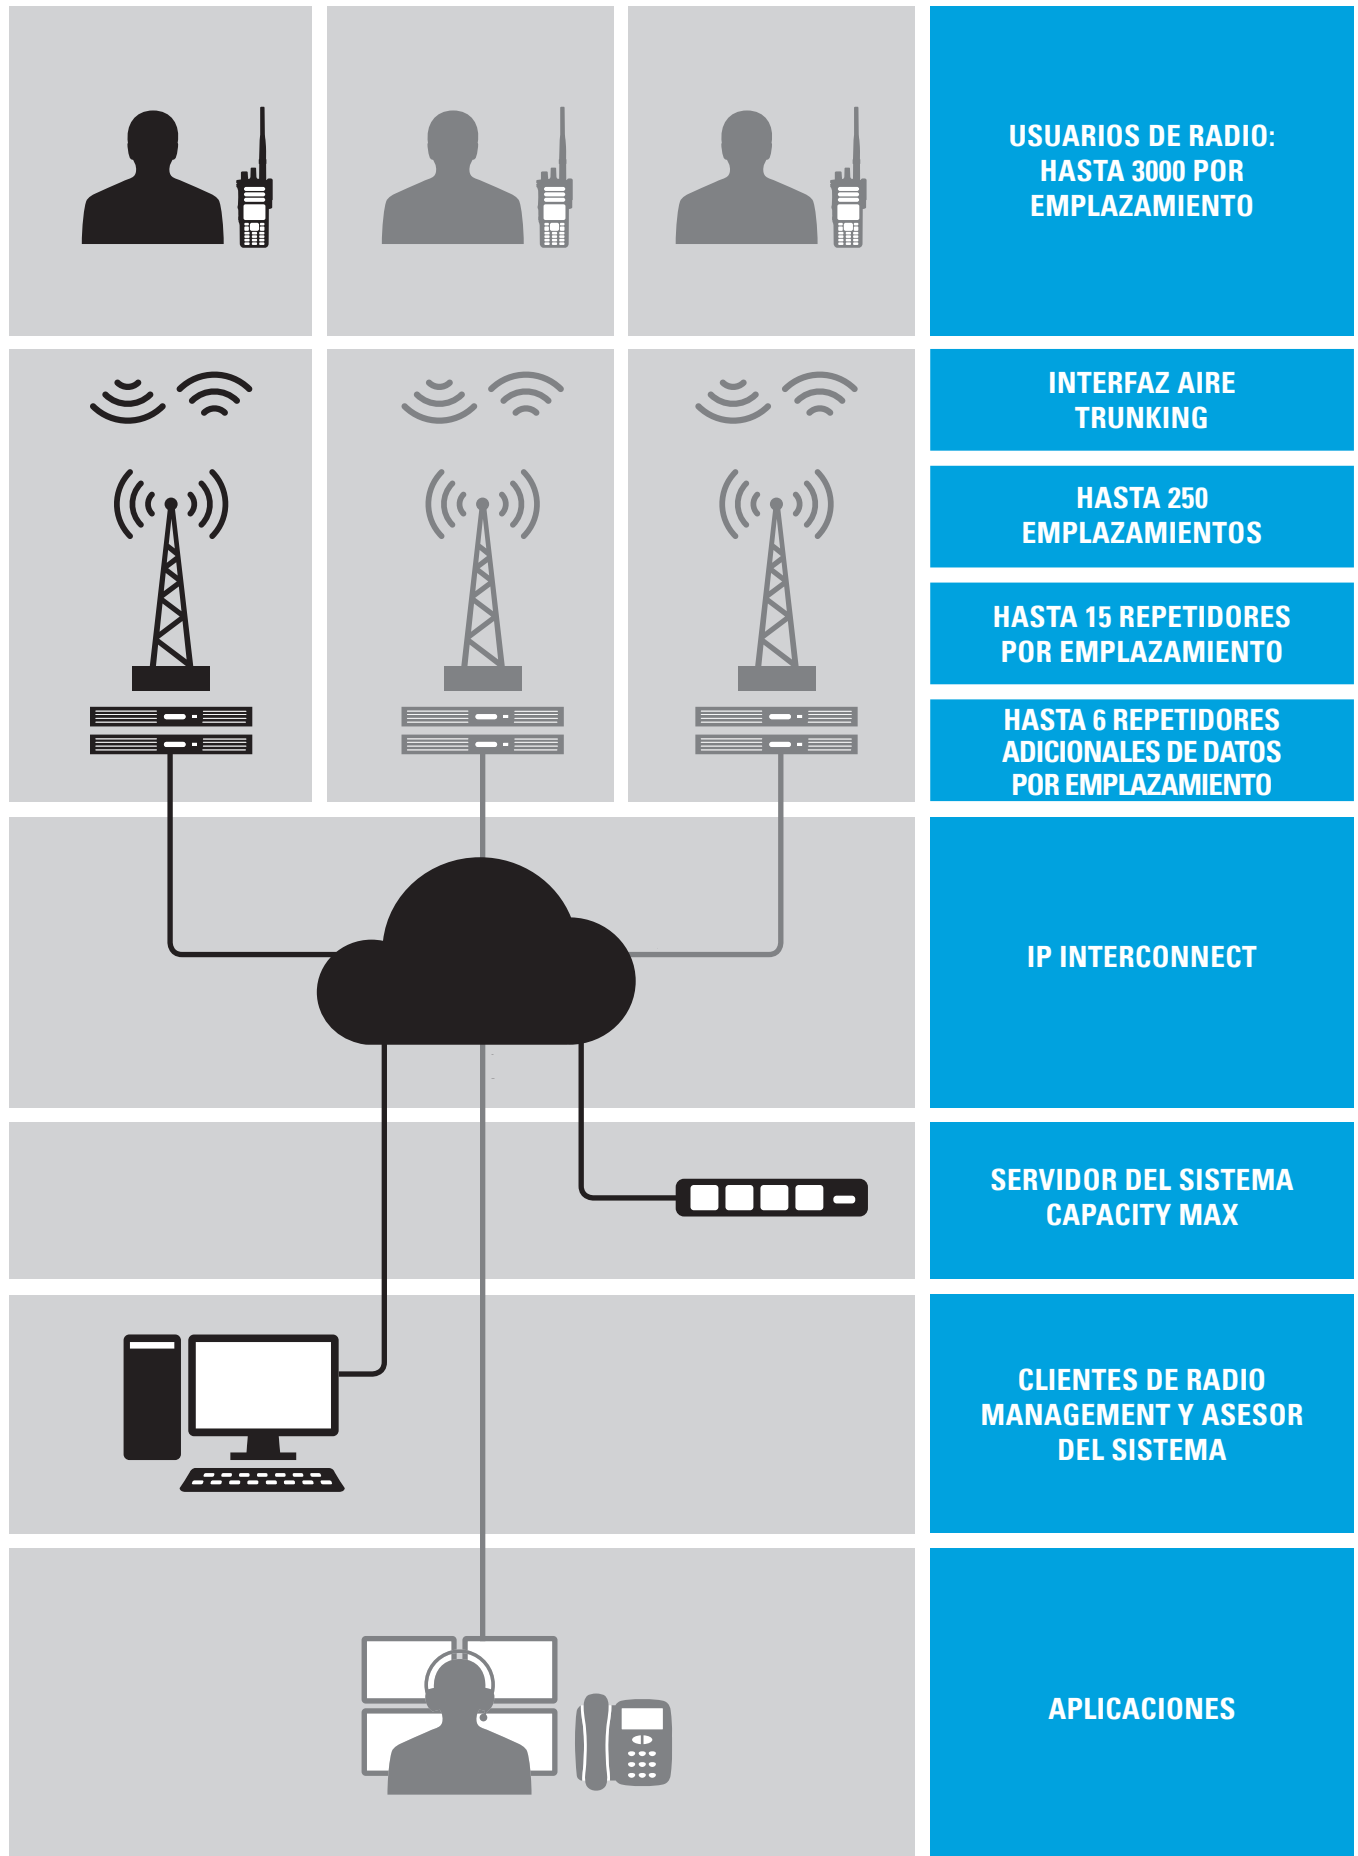 USUARIOS DE RADIO:
HASTA 3000 POR
EMPLAZAMIENTO
INTERFAZ AIRE
TRUNKING
HASTA 250
EMPLAZAMIENTOS
HASTA 15 REPETIDORES
POR EMPLAZAMIENTO
HASTA 6 REPETIDORES
ADICIONALES DE DATOS
POR EMPLAZAMIENTO
IP INTERCONNECT
SERVIDOR DEL SISTEMA
CAPACITY MAX
CLIENTES DE RADIO
MANAGEMENT Y ASESOR
DEL SISTEMA
APLICACIONES